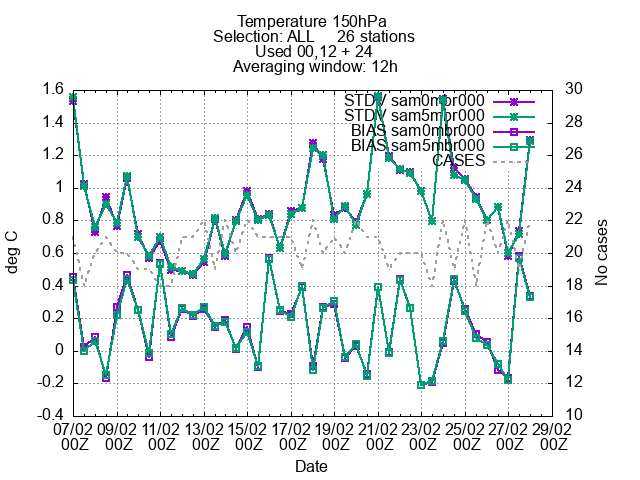 Temperature 150hPa
Selection: ALL 26 stations
Used 00,12 + 24
Averaging window: 12h
STDV sam0mbr000
STDV sam5mbr000
BIAS sam0mbr000
BIAS sam5mbr000
CASES
deg C
1.6
1.4
1.2
1
0.8
0.6
0.4
0.2
0
-0.2
-0.4
30
28
26
24
22
20
18
16
14
12
10
No cases
07/02 09/02 11/02 13/02 15/02 17/02 19/02 21/02 23/02 25/02 27/02 29/02
00Z 00Z 00Z 00Z 00Z 00Z 00Z 00Z 00Z 00Z 00Z 00Z
Date